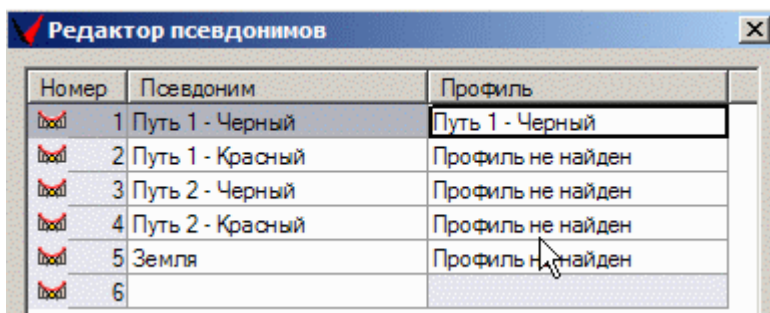 Редактор псевдонимов
Номер Псевдоним Профиль
1 Путь 1 - Черный Путь 1 - Черный
2 Путь 1 - Красный Профиль не найден
3 Путь 2 - Черный Профиль не найден
4 Путь 2 - Красный Профиль не найден
5 Земля Профиль не найден
6